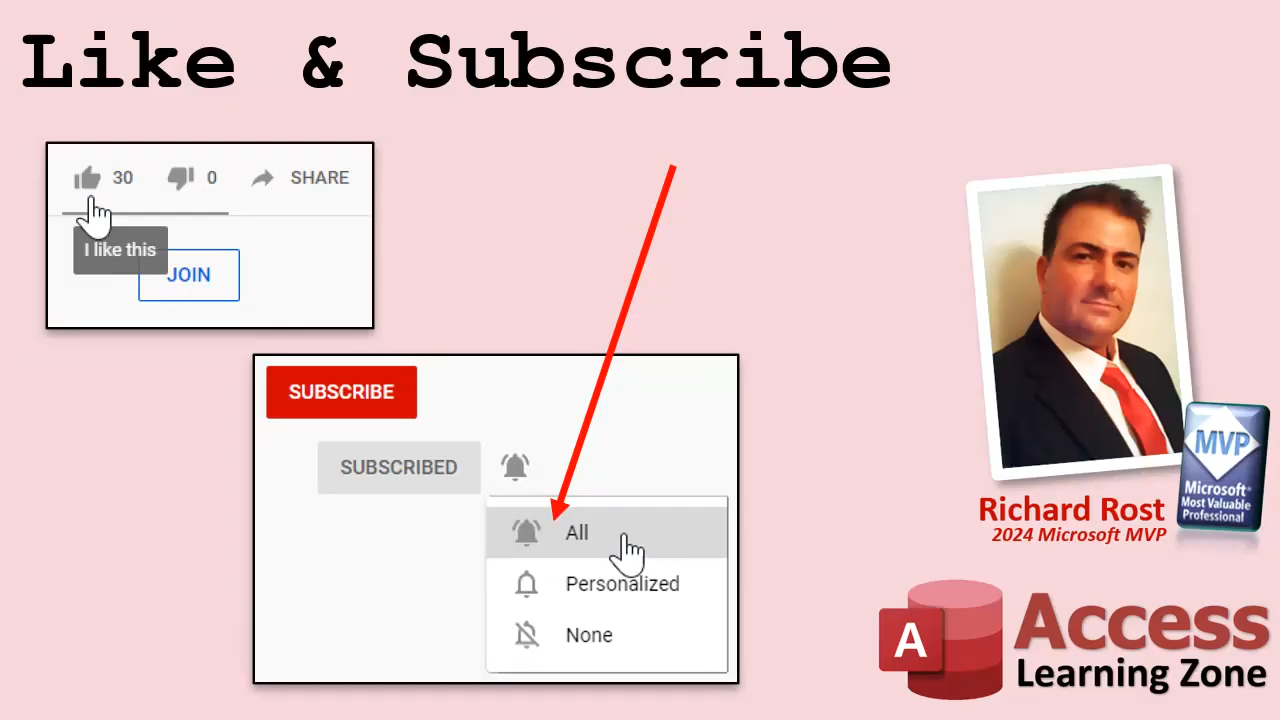 Like & Subscribe
30 0 SHARE
I like this
JOIN
SUBSCRIBE
SUBSCRIBED
All
Personalized
None
MVP
Microsoft®
Most Valuable
Professional
Richard Rost
2024 Microsoft MVP
A
Access
Learning Zone